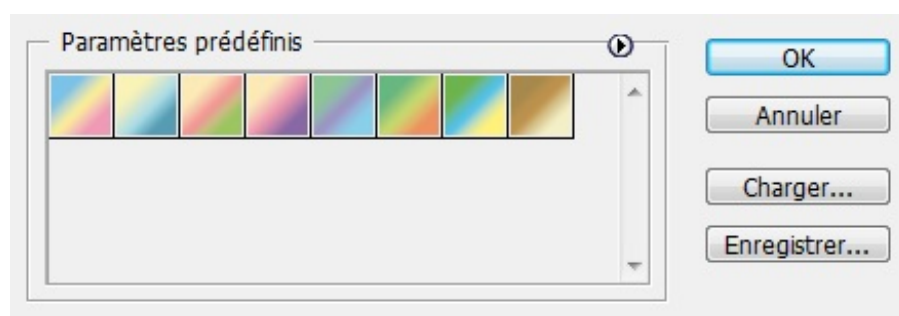 Paramètres prédéfinis
OK
Annuler
Charger...
Enregistrer...